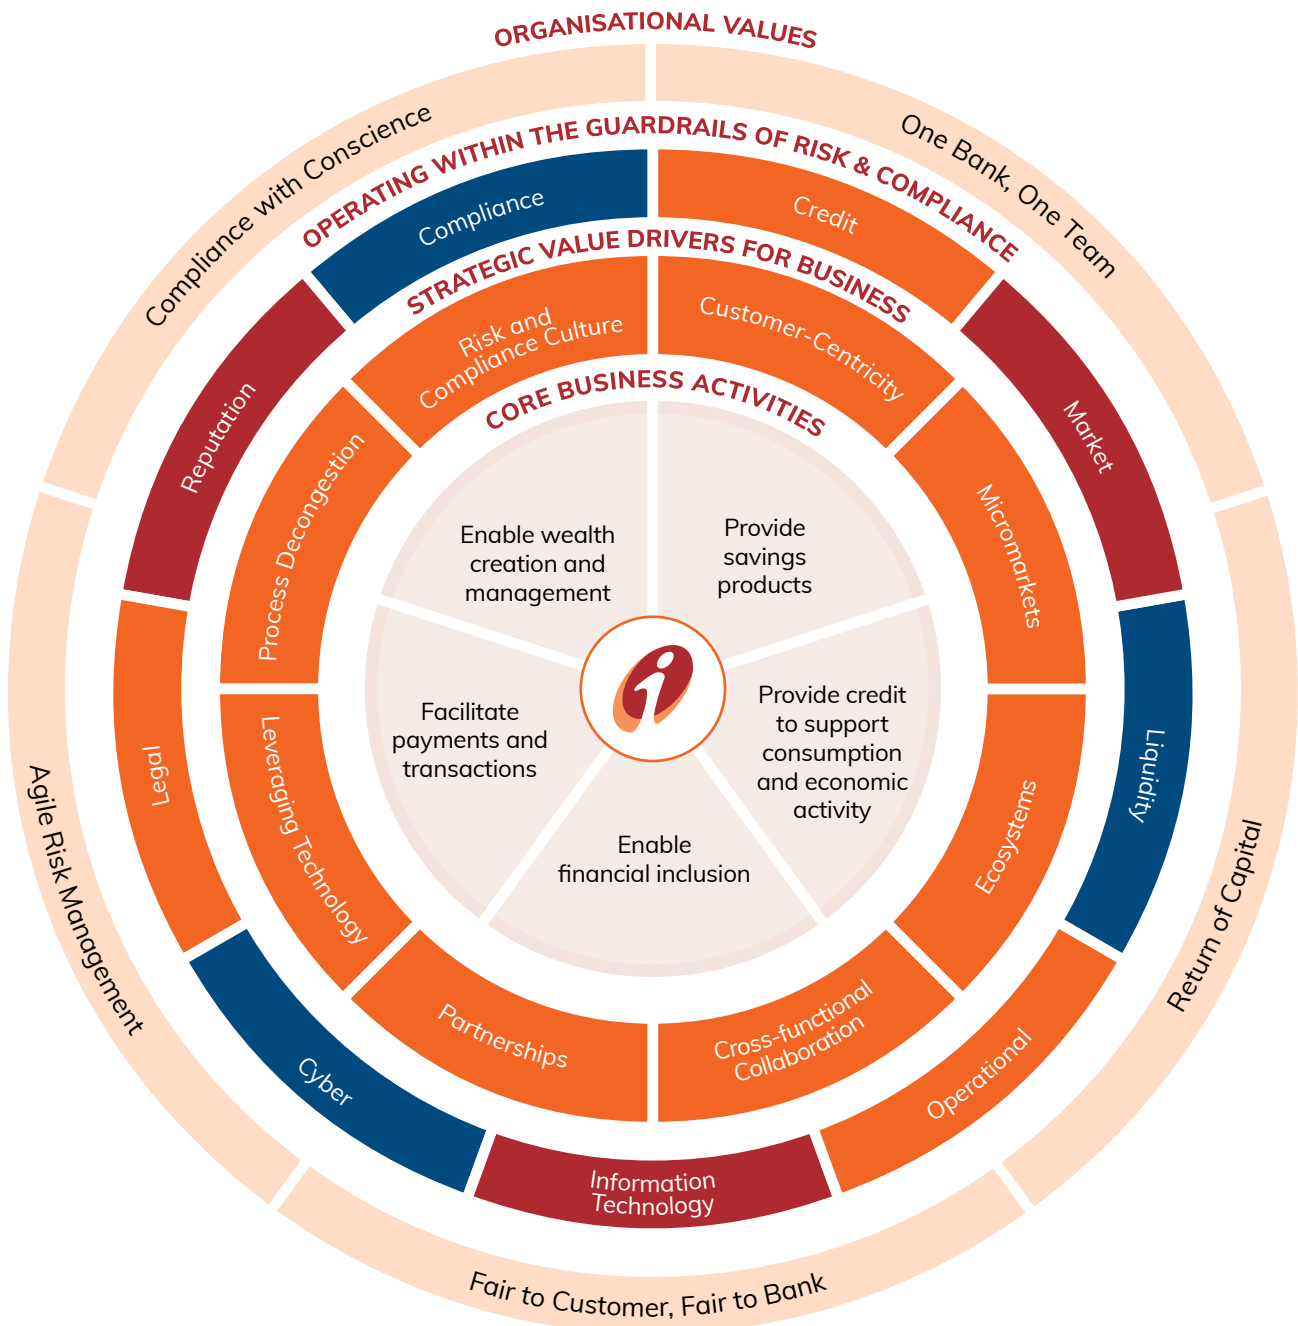 ORGANISATIONAL VALUES
One Bank, One Team
Return of Capital
Fair to Customer, Fair to Bank
Agile Risk Management
Compliance with Conscience
OPERATING WITHIN THE GUARDRAILS OF RISK & COMPLIANCE
Credit
Market
Liquidity
Operational
Information
Technology
Cyber
Legal
Reputation
Compliance
STRATEGIC VALUE DRIVERS FOR BUSINESS
Customer-Centricity
Micromarkets
Ecosystems
Cross-functional
Collaboration
Partnerships
Leveraging Technology
Process Decongestion
Risk and
Compliance Culture
CORE BUSINESS ACTIVITIES
Provide
savings
products
Provide credit
to support
consumption
and economic
activity
Enable
financial inclusion
Facilitate
payments and
transactions
Enable wealth
creation and
management